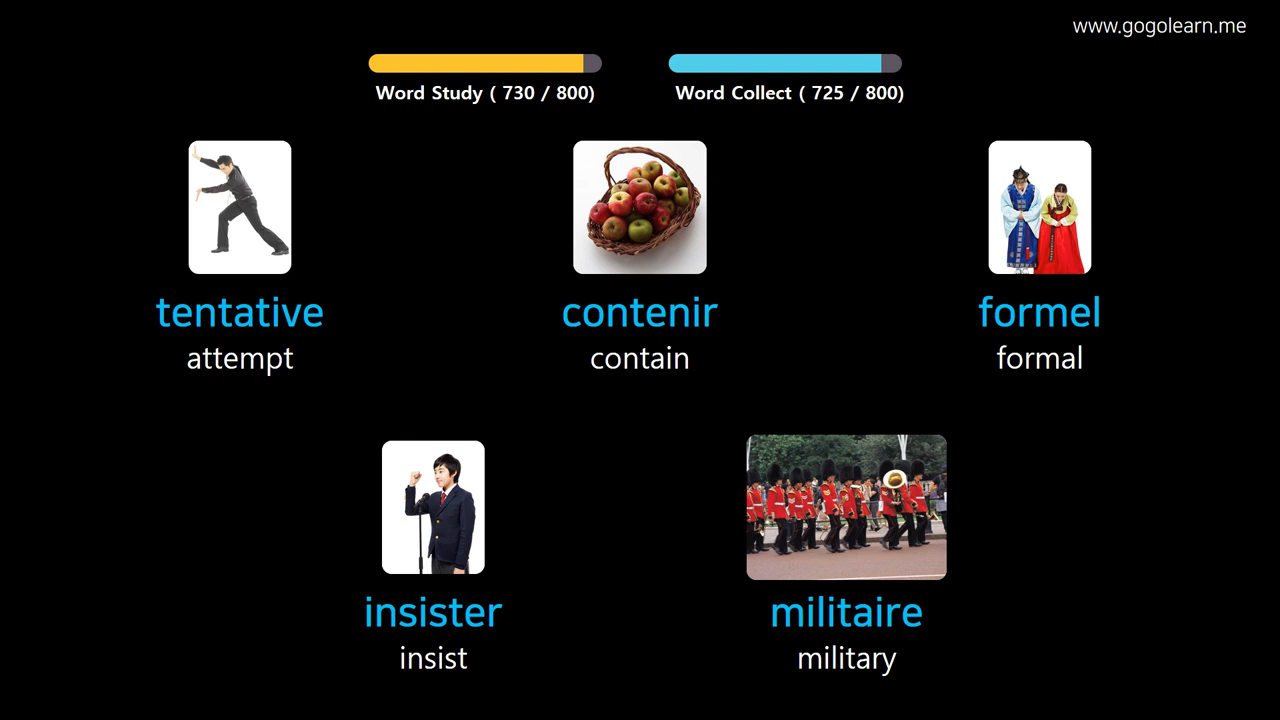 www.gogolearn.me
Word Study ( 730 / 800)
Word Collect ( 725 / 800)
tentative
attempt
contenir
contain
formel
formal
insister
insist
militaire
military